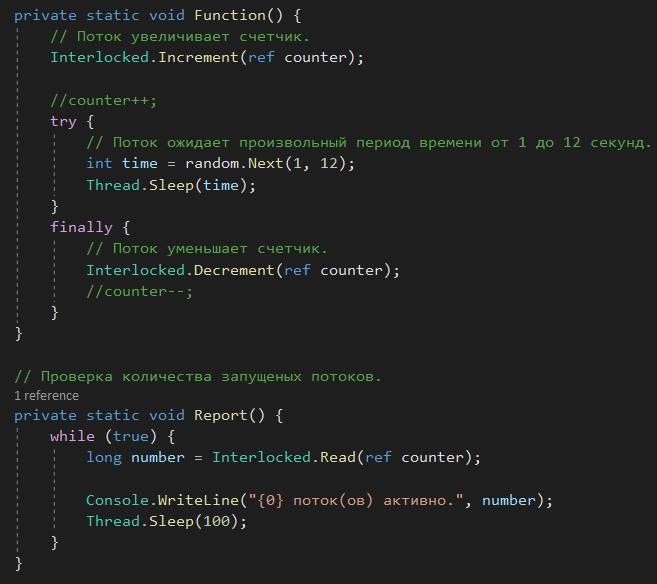 private static void Function() {
// Поток увеличивает счетчик.
Interlocked.Increment(ref counter);
//counter++;
try {
// Поток ожидает произвольный период времени от 1 до 12 секунд.
int time = random.Next(1, 12);
Thread.Sleep(time);
}
finally {
// Поток уменьшает счетчик.
Interlocked.Decrement(ref counter);
//counter--;
}
}
// Проверка количества запущеных потоков.
1 reference
private static void Report() {
while (true) {
long number = Interlocked.Read(ref counter);
Console.WriteLine("{0} поток(ов) активно.", number);
Thread.Sleep(100);
}
}